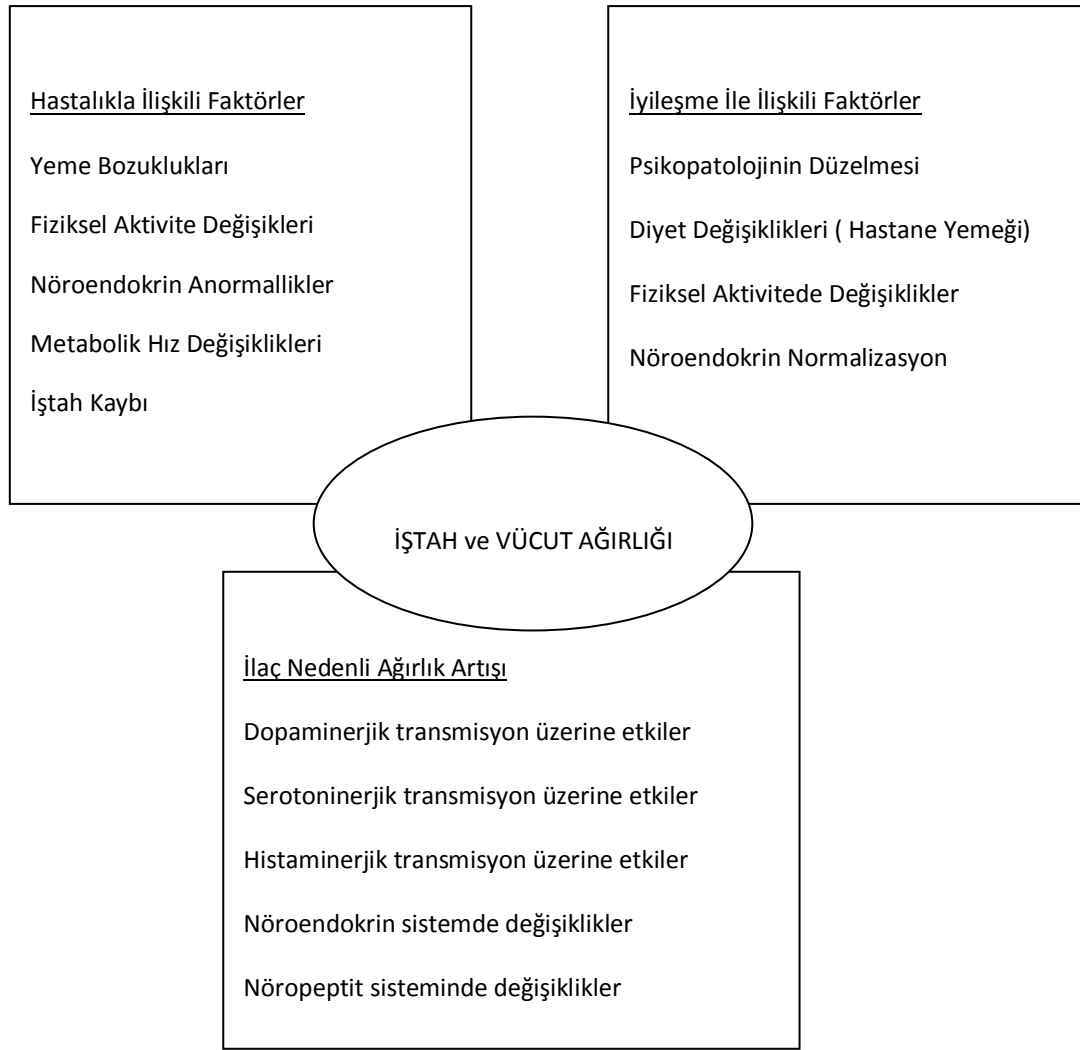 Hastalıkla İlişkili Faktörler
Yeme Bozuklukları
Fiziksel Aktivite Değişikleri
Nöroendokrin Anormallikler
Metabolik Hız Değişiklikleri
İştah Kaybı
İyileşme İle İlişkili Faktörler
Psikopatolojinin Düzelmesi
Diyet Değişiklikleri ( Hastane Yemeği)
Fiziksel Aktivitede Değişiklikler
Nöroendokrin Normalizasyon
İŞTAH ve VÜCUT AĞIRLIĞI
İlaç Nedenli Ağırlık Artışı
Dopaminerjik transmisyon üzerine etkiler
Serotoninerjik transmisyon üzerine etkiler
Histaminerjik transmisyon üzerine etkiler
Nöroendokrin sistemde değişiklikler
Nöropeptit sisteminde değişiklikler